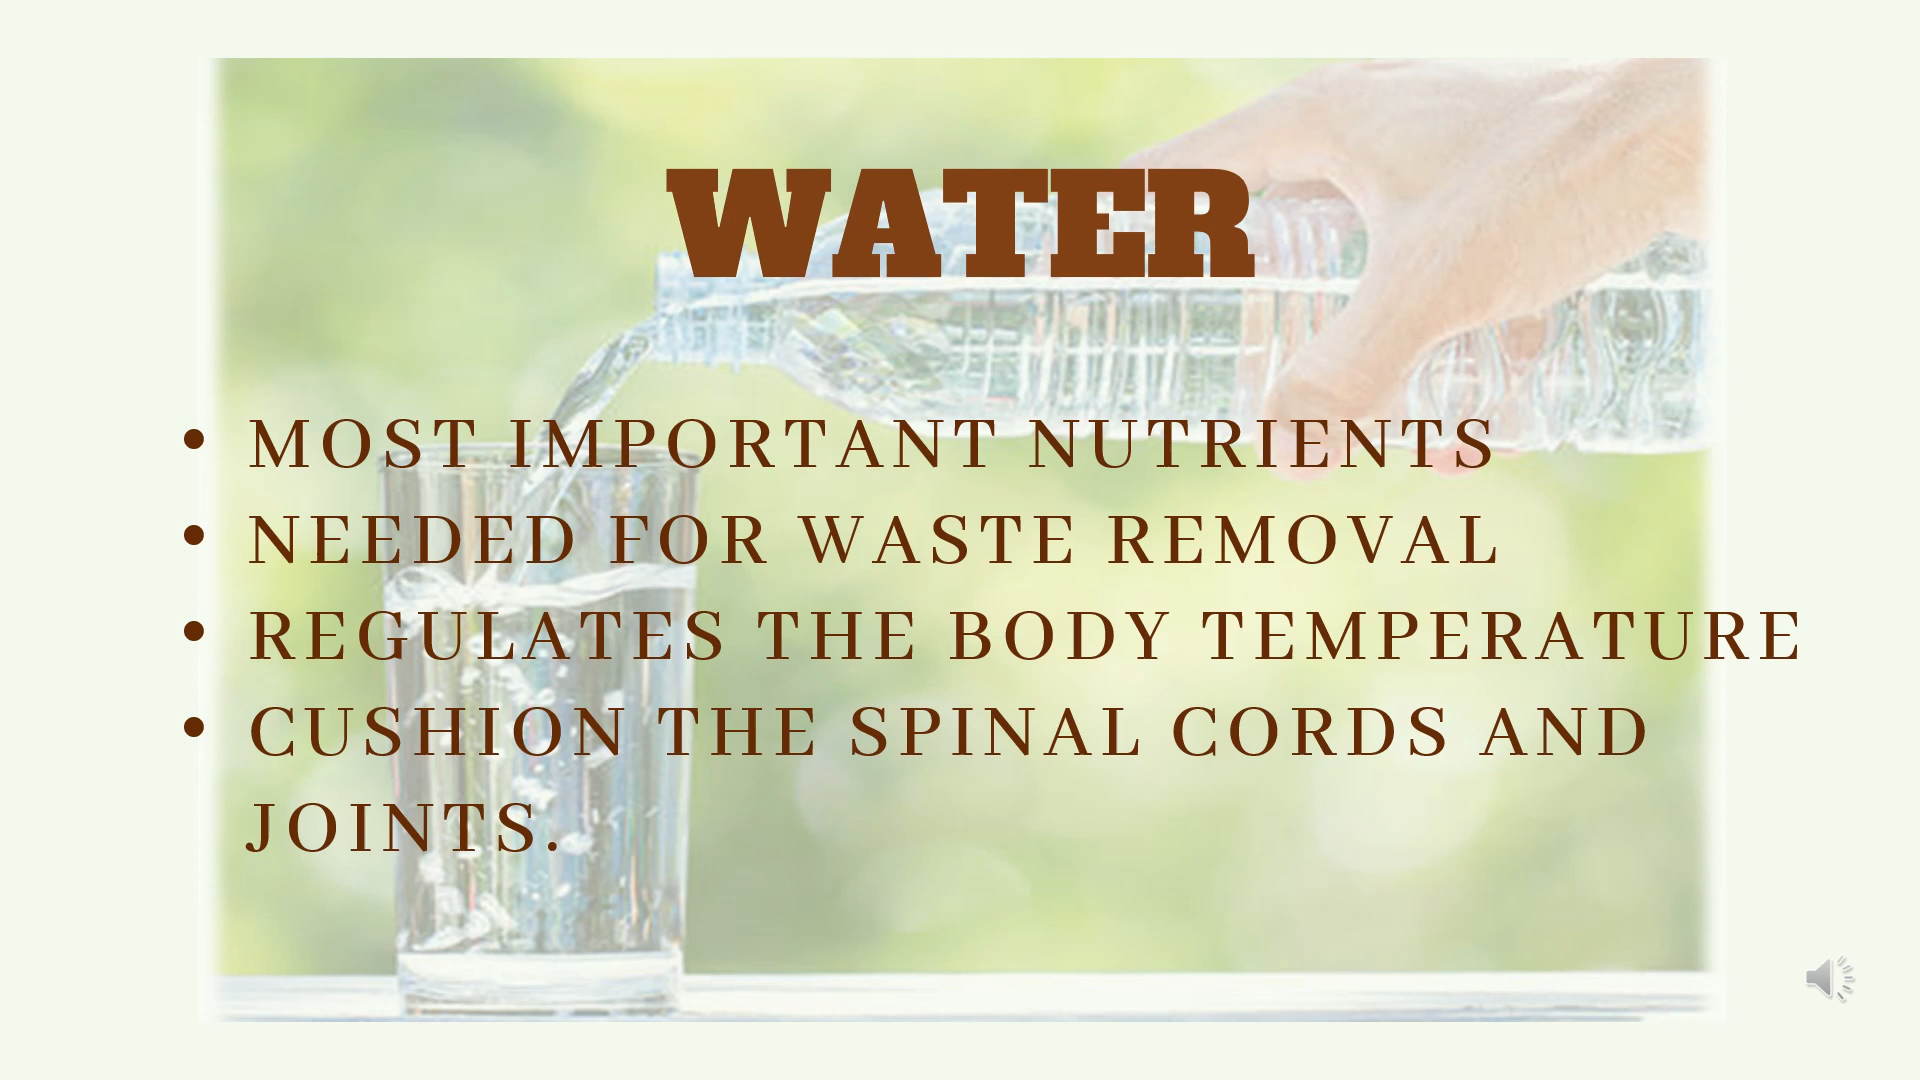 WATER
• MOST IMPORTANT NUTRIENTS
• NEEDED FOR WASTE REMOVAL
• REGULATES THE BODY TEMPERATURE
• CUSHION THE SPINAL CORDS AND
JOINTS.